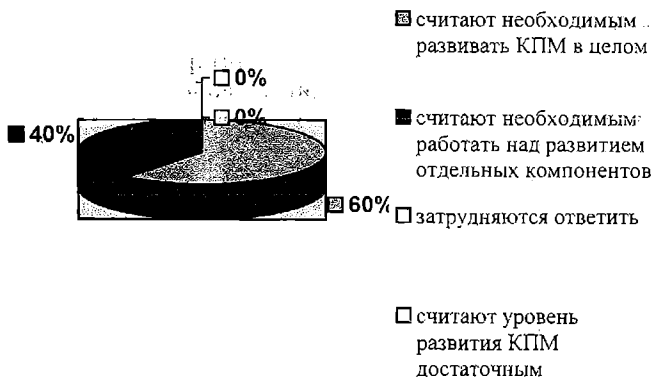 считают необходимым
развивать КПМ в целом
0%
0%
40%
считают необходимым
работать над развитием
отдельных компонентов
60%
затрудняются ответить
считают уровень
развития КПМ
достаточным